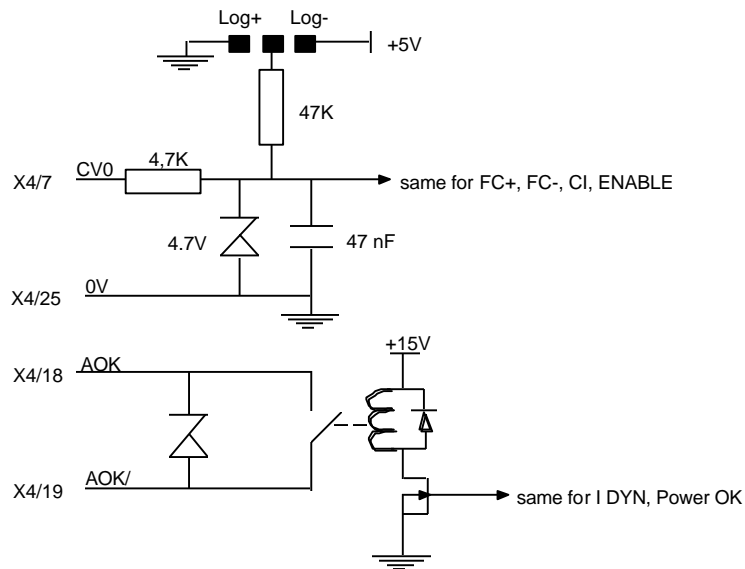 Log+ Log-
+5V
47K
4,7K
CV0
X4/7
same for FC+, FC-, CI, ENABLE
4.7V
47 nF
0V
X4/25
+15V
AOK
X4/18
AOK/
X4/19
same for I DYN, Power OK